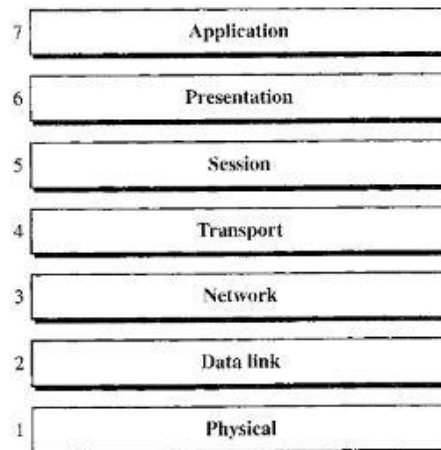 7 Application
6 Presentation
5 Session
4 Transport
3 Network
2 Data link
1 Physical